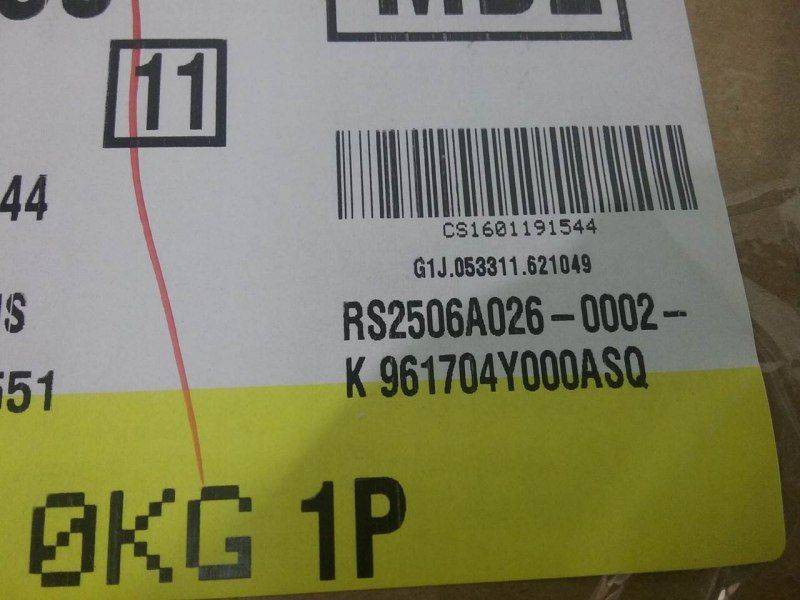 11
44
CS1601191544
G1J.053311.621049
RS2506A026-0002-
K 961704Y000ASQ
551
0KG 1P